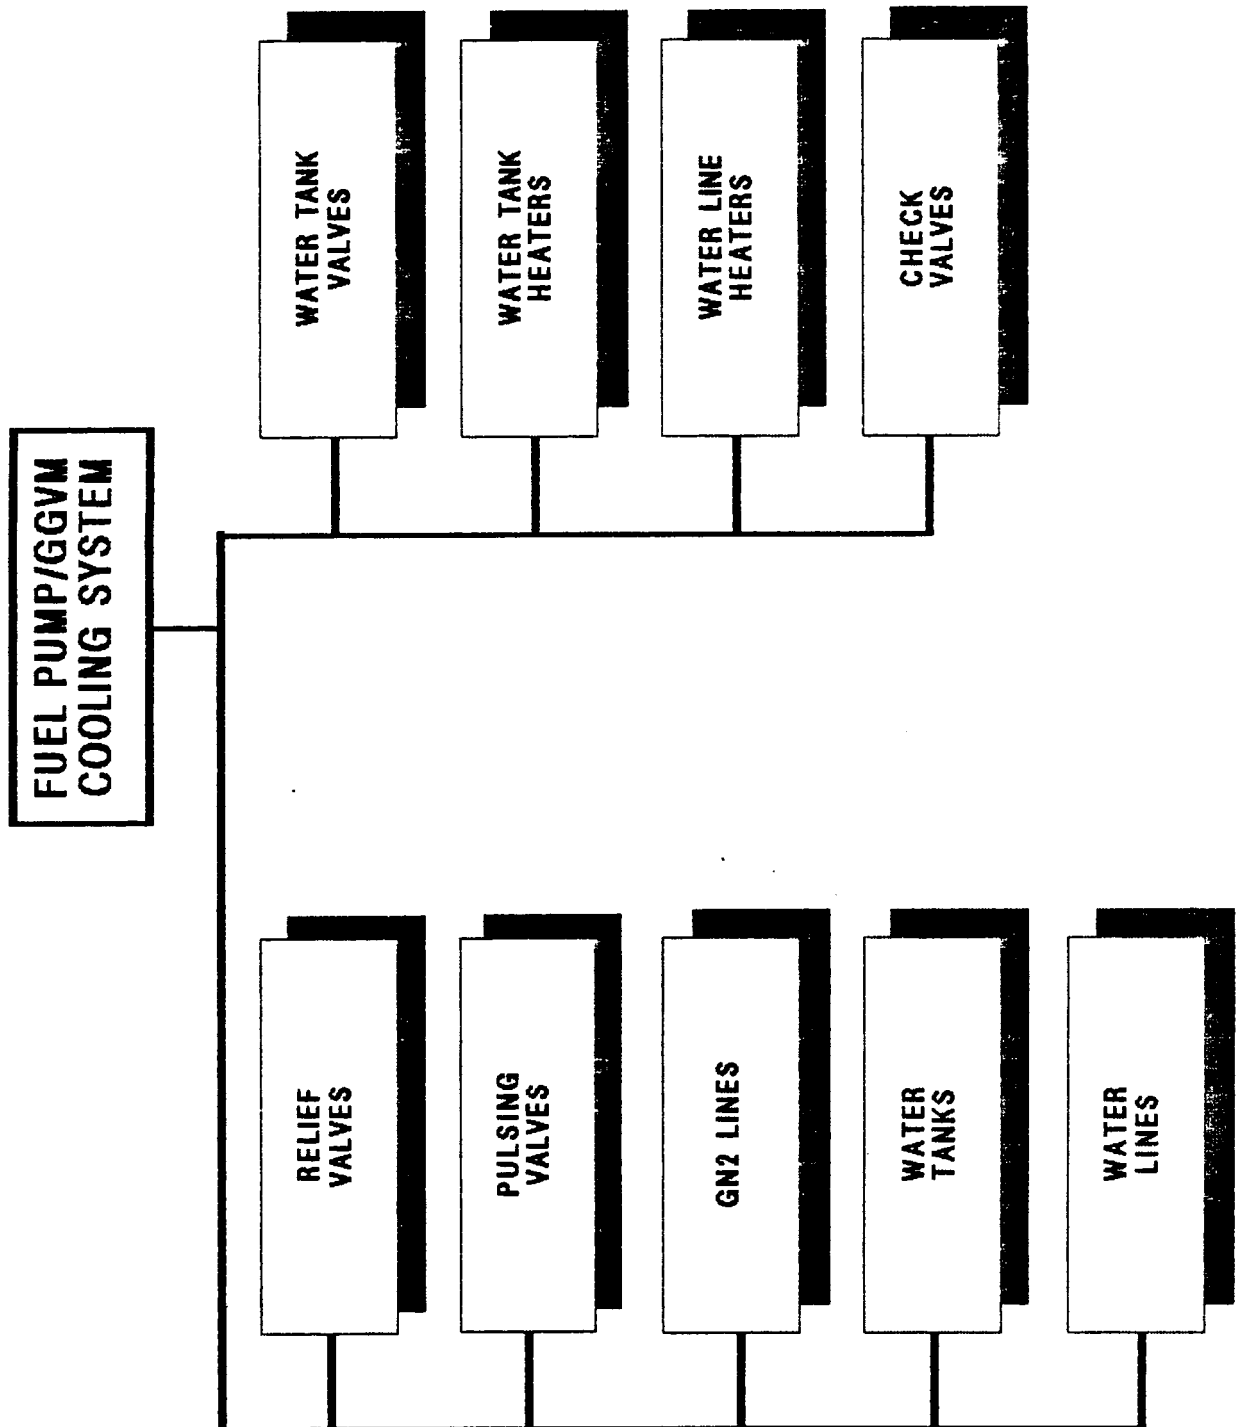 FUEL PUMP/GGVM
COOLING SYSTEM
RELIEF
VALVES
PULSING
VALVES
GN2 LINES
WATER
TANKS
WATER
LINES
WATER TANK
VALVES
WATER TANK
HEATERS
WATER LINE
HEATERS
CHECK
VALVES